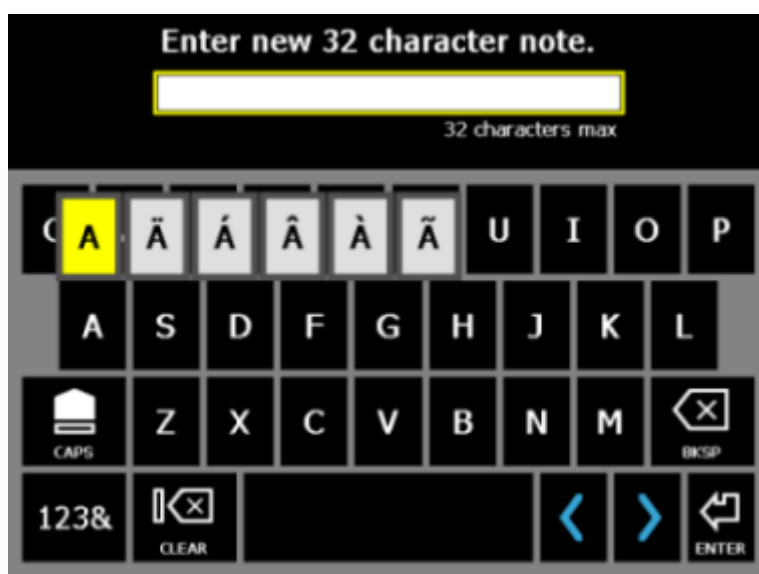 Enter new 32 character note.
32 characters max
A Ä Á Â À Ã U I O P
A S D F G H J K L
CAPS Z X C V B N M BKSP
123& CLEAR ENTER